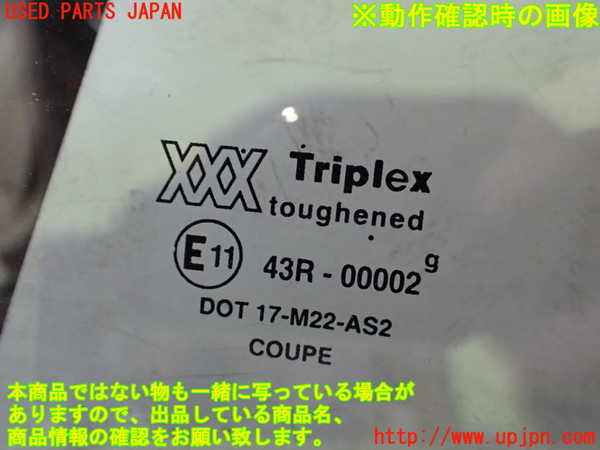 USED PARTS JAPAN
※動作確認時の画像
XXX Triplex
toughened
E11 43R - 00002 g
DOT 17-M22-AS2
COUPE
本商品ではない物も一緒に写っている場合が
ありますので、出品している商品名、
商品情報の確認をお願い致します。
http://www.upjpn.com/